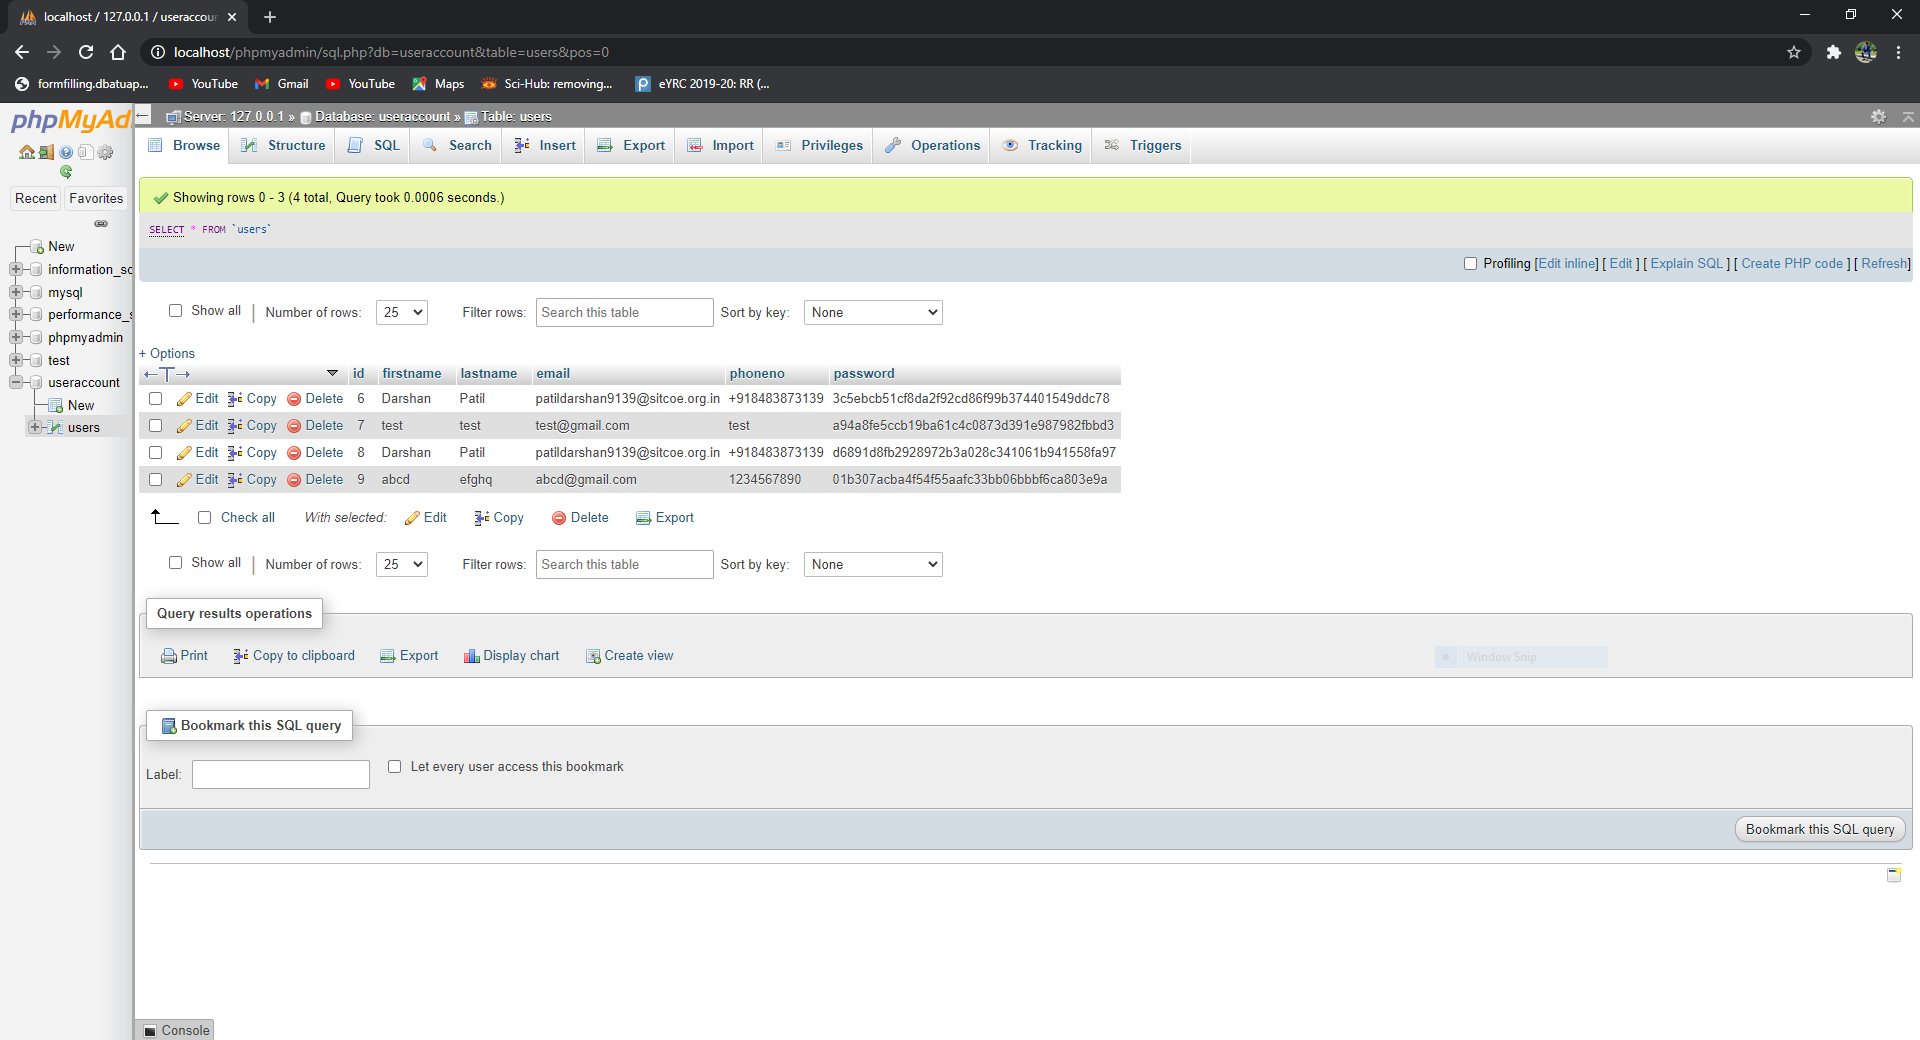 localhost / 127.0.0.1 / useraccour
localhost/phpmyadmin/sql.php?db=useraccount&table=users&pos=0
formfilling.dbatuap... YouTube Gmail YouTube Maps Sci-Hub: removing... eYRC 2019-20: RR (...
phpMyAd
Server: 127.0.0.1 » Database: useraccount » Table: users
Browse Structure SQL Search Insert Export Import Privileges Operations Tracking Triggers
Recent Favorites
New
information_sc
mysql
performance_s
phpmyadmin
test
useraccount
New
users
Showing rows 0 - 3 (4 total, Query took 0.0006 seconds.)
SELECT * FROM `users`
Profiling [Edit inline] [ Edit ] [ Explain SQL ] [ Create PHP code ] [ Refresh]
Show all | Number of rows: 25 Filter rows: Search this table Sort by key: None
+ Options
←T→ id firstname lastname email phoneno password
Edit Copy Delete 6 Darshan Patil patildarshan9139@sitcoe.org.in +918483873139 3c5ebcb51cf8da2f92cd86f99b374401549ddc78
Edit Copy Delete 7 test test test@gmail.com test a94a8fe5ccb19ba61c4c0873d391e987982fbbd3
Edit Copy Delete 8 Darshan Patil patildarshan9139@sitcoe.org.in +918483873139 d6891d8fb2928972b3a028c341061b941558fa97
Edit Copy Delete 9 abcd efghq abcd@gmail.com 1234567890 01b307acba4f54f55aafc33bb06bbbf6ca803e9a
Check all With selected: Edit Copy Delete Export
Show all | Number of rows: 25 Filter rows: Search this table Sort by key: None
Query results operations
Print Copy to clipboard Export Display chart Create view
Window Snip
Bookmark this SQL query
Label: Let every user access this bookmark
Bookmark this SQL query
Console